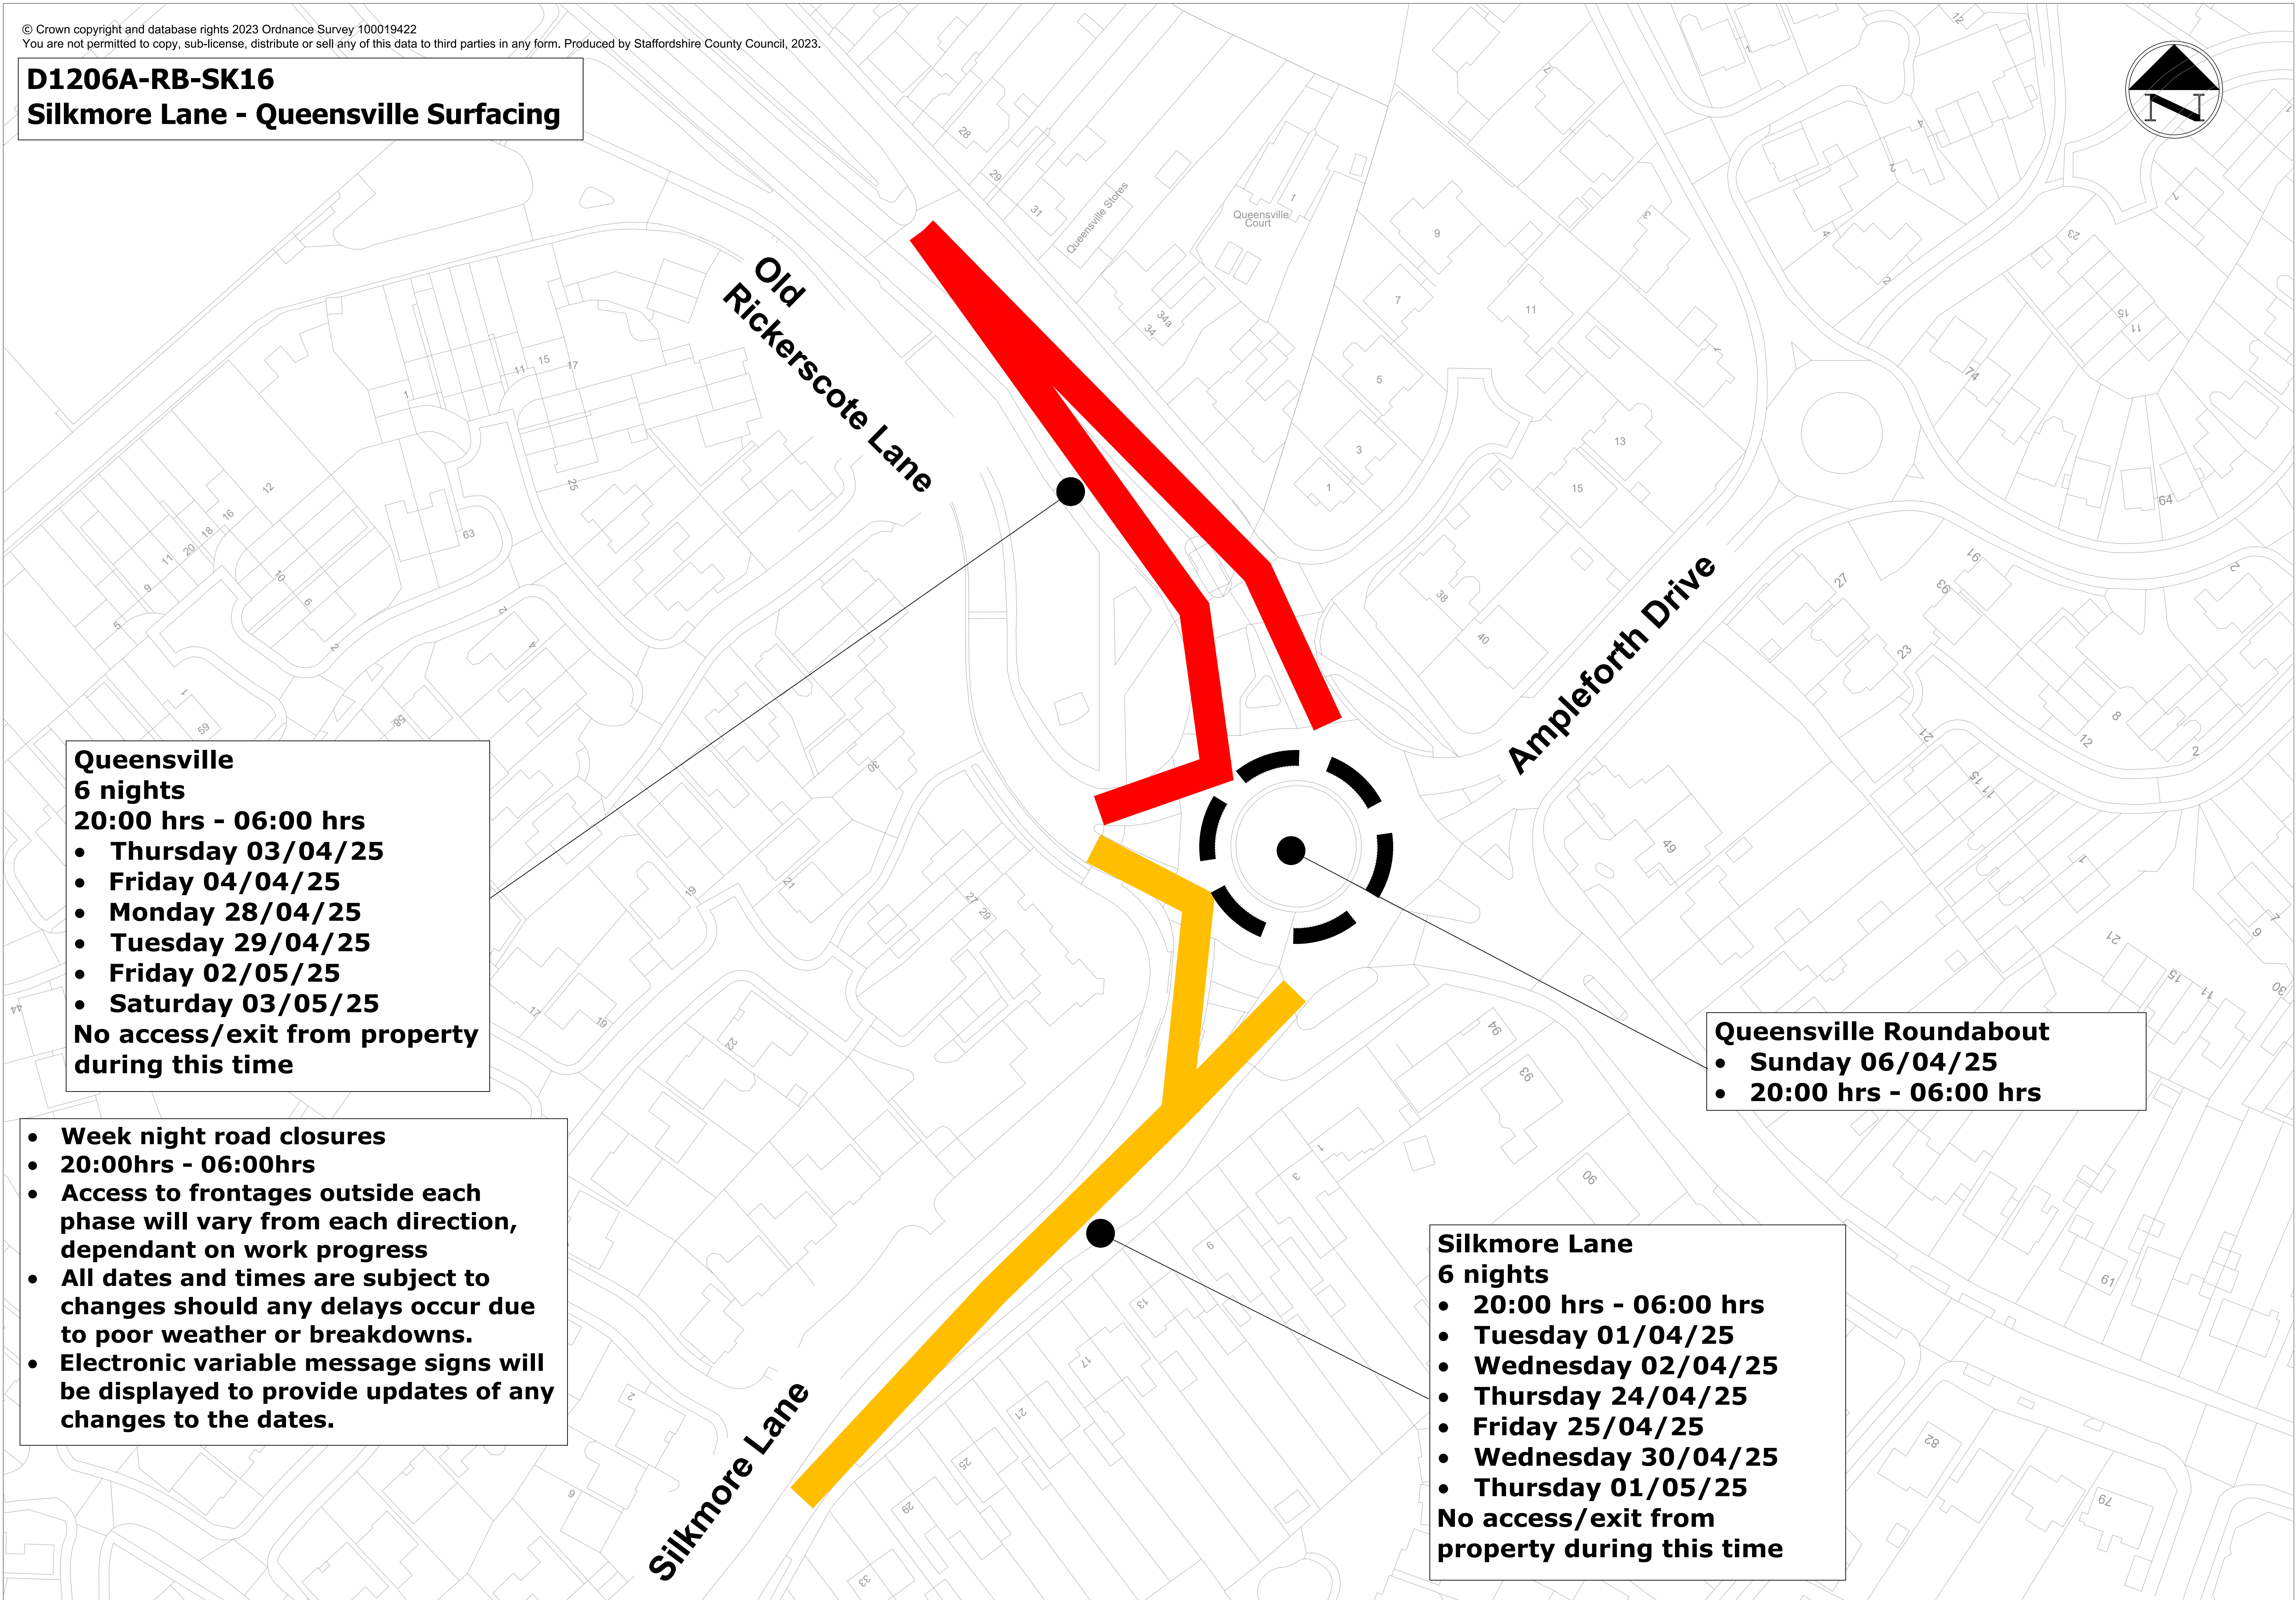 © Crown copyright and database rights 2023 Ordnance Survey 100019422
You are not permitted to copy, sub-license, distribute or sell any of this data to third parties in any form. Produced by Staffordshire County Council, 2023.
D1206A-RB-SK16
Silkmore Lane - Queensville Surfacing
N
Queensville Stores
Queensville
Court
Old
Rickerscote Lane
Ampleforth Drive
Silkmore Lane
Queensville
6 nights
20:00 hrs - 06:00 hrs
• Thursday 03/04/25
• Friday 04/04/25
• Monday 28/04/25
• Tuesday 29/04/25
• Friday 02/05/25
• Saturday 03/05/25
No access/exit from property
during this time
• Week night road closures
• 20:00hrs - 06:00hrs
• Access to frontages outside each
phase will vary from each direction,
dependant on work progress
• All dates and times are subject to
changes should any delays occur due
to poor weather or breakdowns.
• Electronic variable message signs will
be displayed to provide updates of any
changes to the dates.
Queensville Roundabout
• Sunday 06/04/25
• 20:00 hrs - 06:00 hrs
Silkmore Lane
6 nights
• 20:00 hrs - 06:00 hrs
• Tuesday 01/04/25
• Wednesday 02/04/25
• Thursday 24/04/25
• Friday 25/04/25
• Wednesday 30/04/25
• Thursday 01/05/25
No access/exit from
property during this time